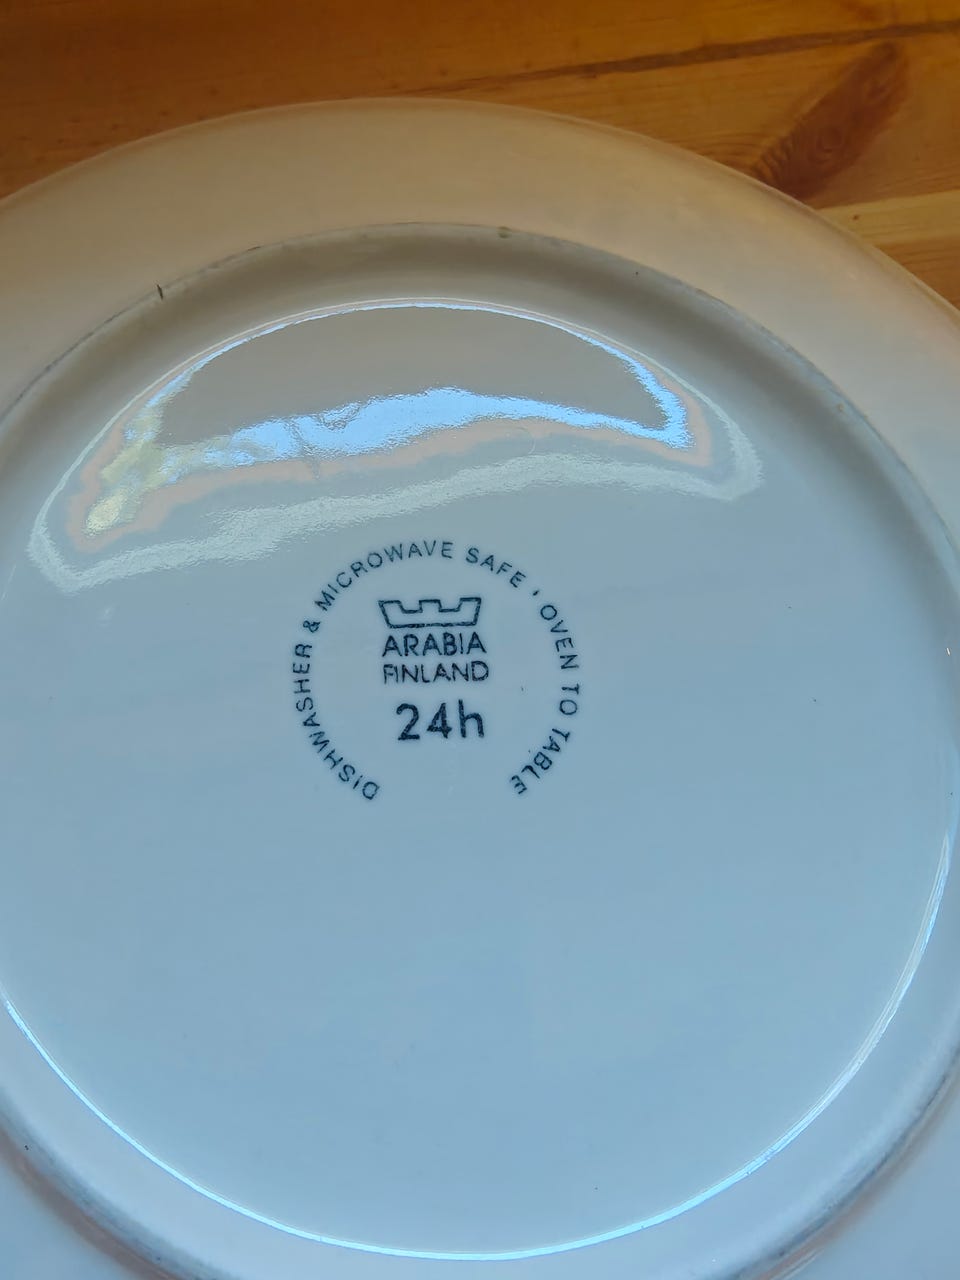 DISHWASHER & MICROWAVE SAFE · OVEN TO TABLE
ARABIA
FINLAND
24h